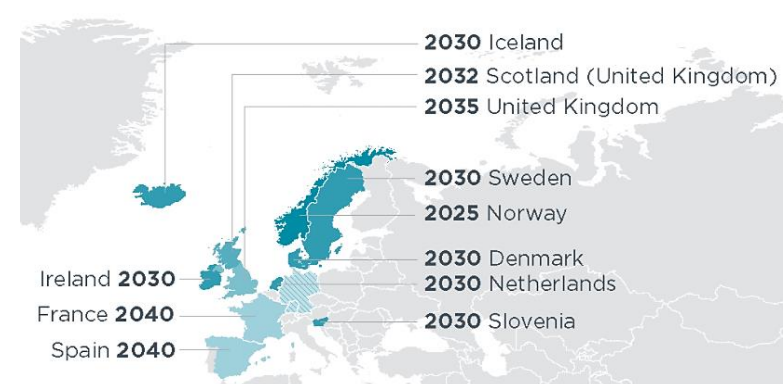 2030 Iceland
2032 Scotland (United Kingdom)
2035 United Kingdom
2030 Sweden
2025 Norway
2030 Denmark
2030 Netherlands
2030 Slovenia
Ireland 2030
France 2040
Spain 2040